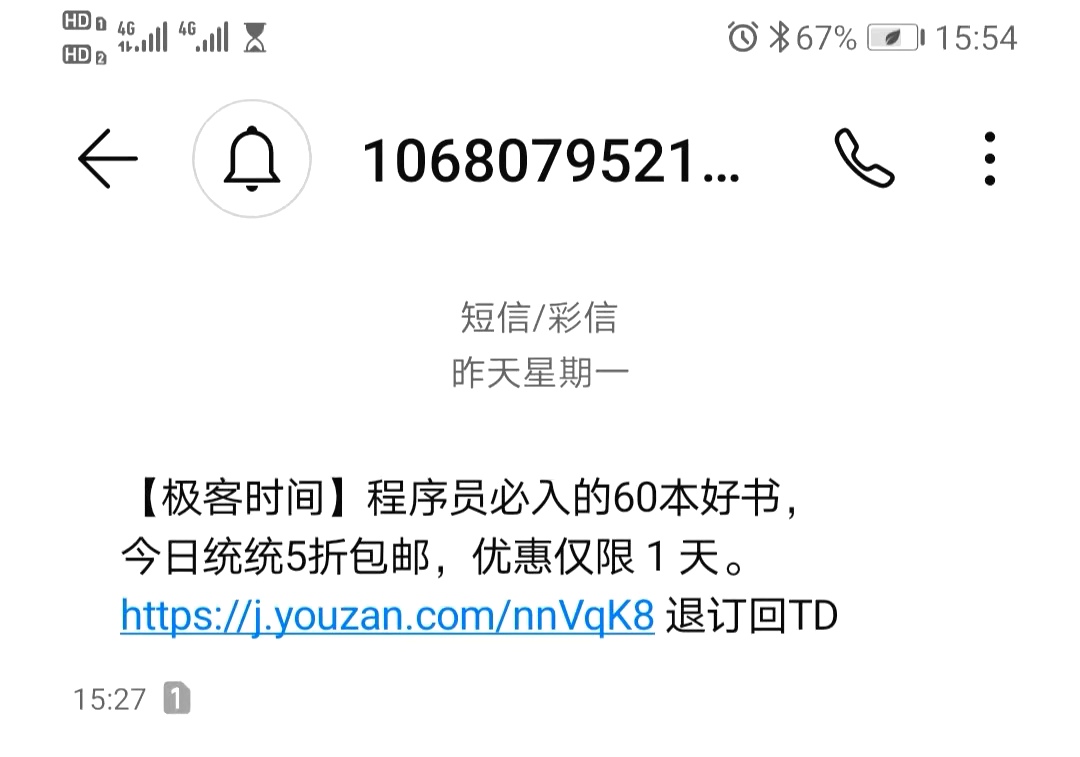 HD 1 4G 4G 67% 15:54
HD 2
1068079521...
短信/彩信
昨天星期一
【极客时间】程序员必入的60本好书，
今日统统5折包邮，优惠仅限 1 天。
https://j.youzan.com/nnVqK8 退订回TD
15:27 1